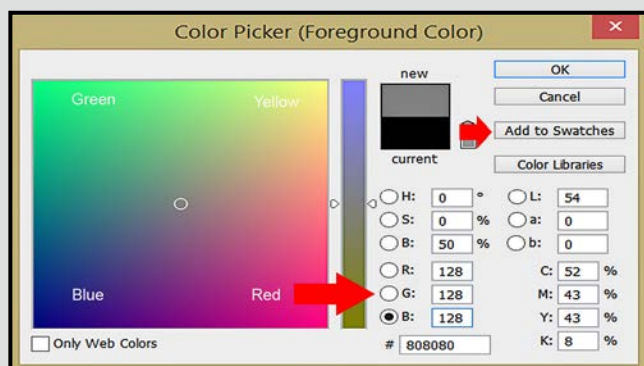 Color Picker (Foreground Color)
Green
Yellow
Blue
Red
Only Web Colors
new
current
OK
Cancel
Add to Swatches
Color Libraries
H: 0 °
S: 0 %
B: 50 %
R: 128
G: 128
B: 128
# 808080
L: 54
a: 0
b: 0
C: 52 %
M: 43 %
Y: 43 %
K: 8 %